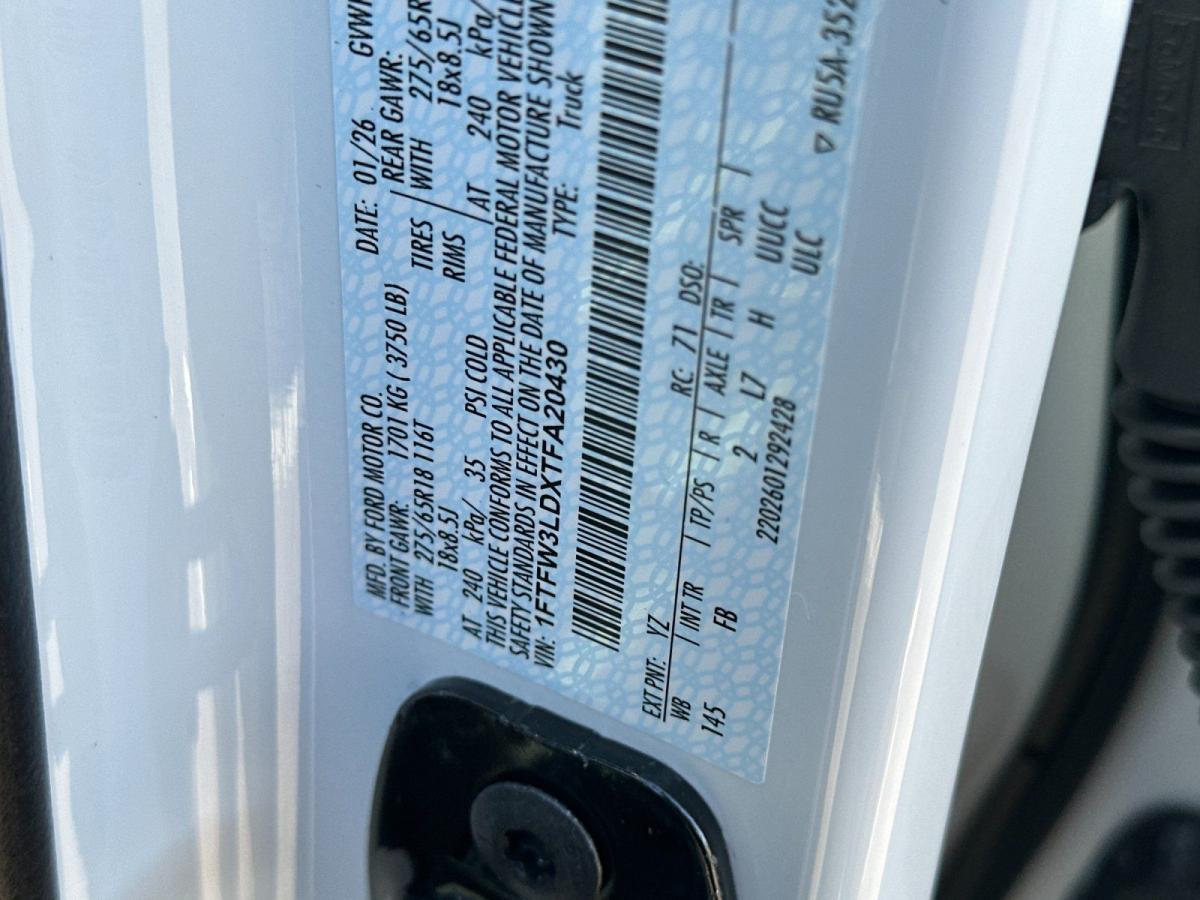 MFD. BY FORD MOTOR CO.
DATE: 01/26
FRONT GAWR: 1701 KG ( 3750 LB)
REAR GAWR:
WITH 275/65R18 116T
TIRES
WITH 275/65R
18x8.5J
RIMS
18x8.5J
AT 240 kPa/ 35 PSI COLD
AT 240 kPa/
THIS VEHICLE CONFORMS TO ALL APPLICABLE FEDERAL MOTOR
SAFETY STANDARDS IN EFFECT ON THE DATE OF MANUFACTURE SHOWN
VIN: 1FTFW3LDXTFA20430
TYPE: Truck
EXT PNT: YZ
RC: 71 DSO:
WB | INT TR | TP/PS | R | AXLE | TR | SPR |
145 FB 2 L7 H UUCC
2202601292428 ULC
▽ RU5A-352